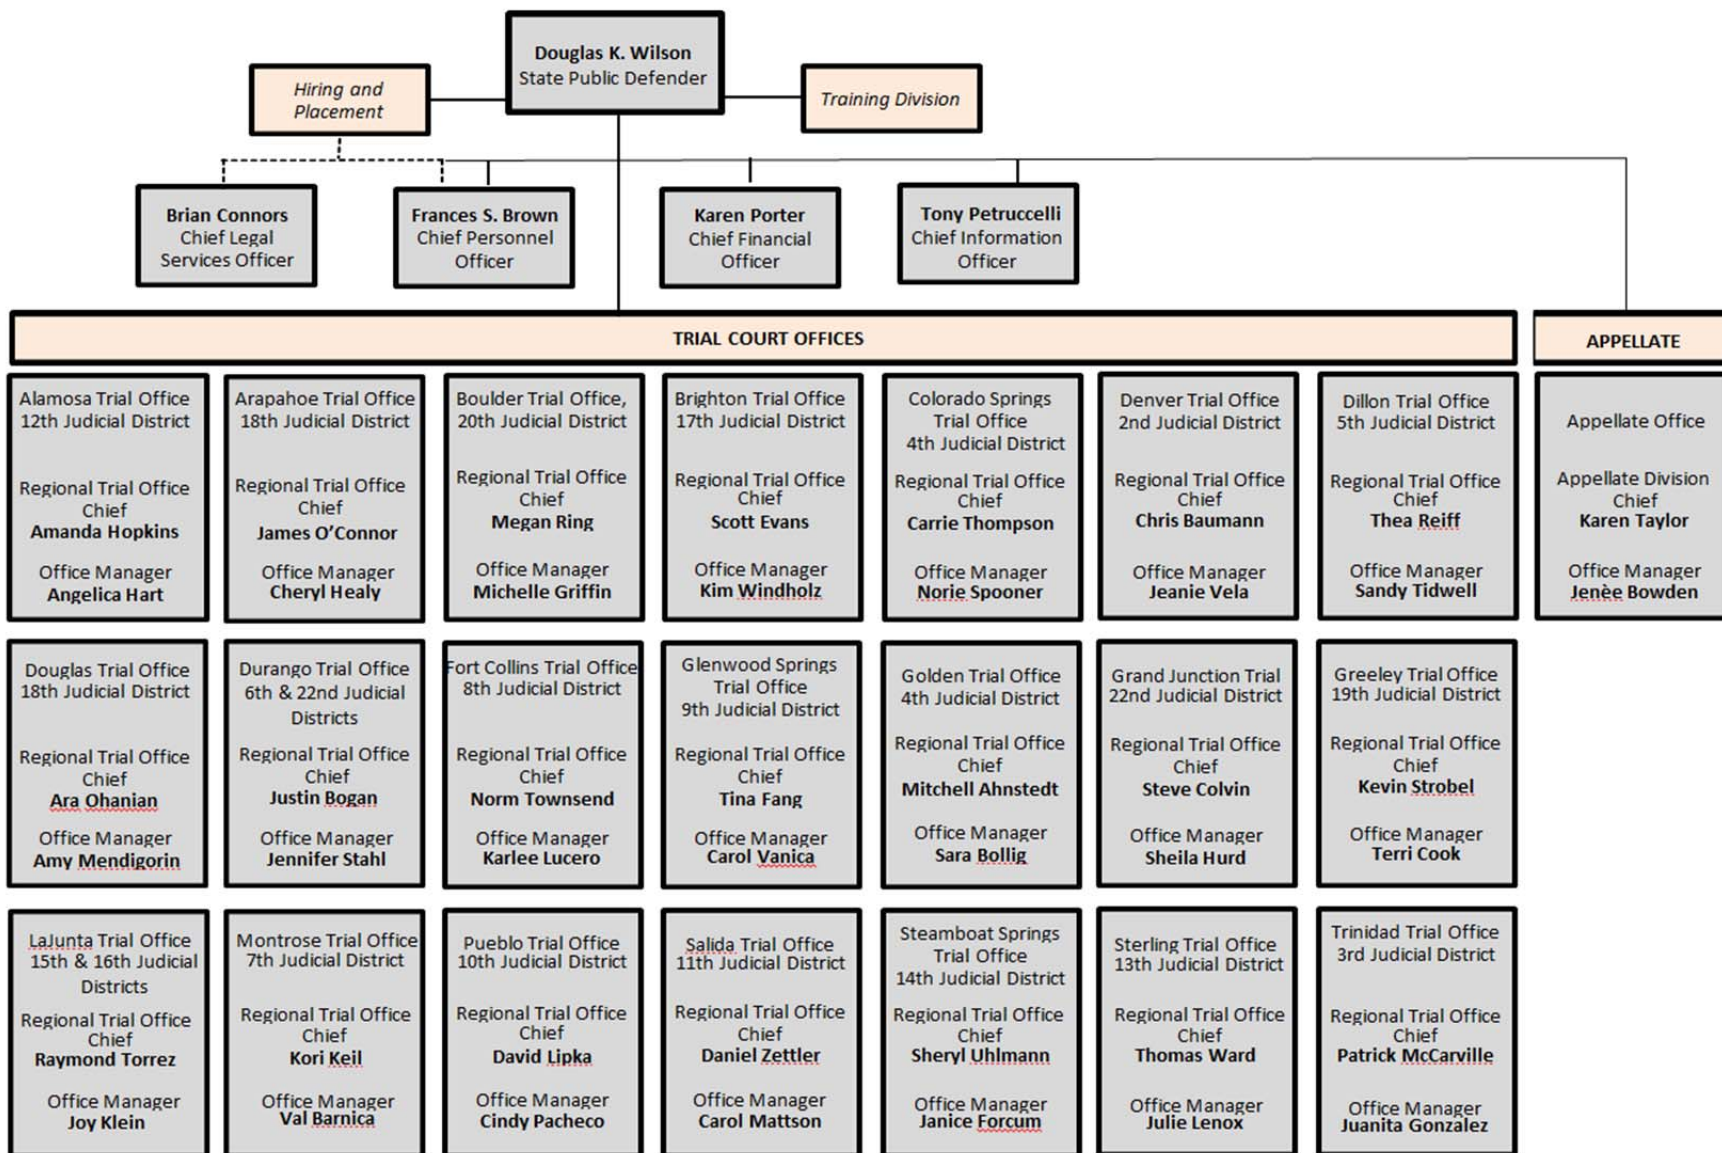 Douglas K. Wilson
State Public Defender
Hiring and
Placement
Training Division
Brian Connors
Chief Legal
Services Officer
Frances S. Brown
Chief Personnel
Officer
Karen Porter
Chief Financial
Officer
Tony Petruccelli
Chief Information
Officer
TRIAL COURT OFFICES
APPELLATE
Alamosa Trial Office
12th Judicial District
Regional Trial Office
Chief
Amanda Hopkins
Office Manager
Angelica Hart
Arapahoe Trial Office
18th Judicial District
Regional Trial Office
Chief
James O’Connor
Office Manager
Cheryl Healy
Boulder Trial Office,
20th Judicial District
Regional Trial Office
Chief
Megan Ring
Office Manager
Michelle Griffin
Brighton Trial Office
17th Judicial District
Regional Trial Office
Chief
Scott Evans
Office Manager
Kim Windholz
Colorado Springs
Trial Office
4th Judicial District
Regional Trial Office
Chief
Carrie Thompson
Office Manager
Norie Spooner
Denver Trial Office
2nd Judicial District
Regional Trial Office
Chief
Chris Baumann
Office Manager
Jeanie Vela
Dillon Trial Office
5th Judicial District
Regional Trial Office
Chief
Thea Reiff
Office Manager
Sandy Tidwell
Appellate Office
Appellate Division
Chief
Karen Taylor
Office Manager
Jenèe Bowden
Douglas Trial Office
18th Judicial District
Regional Trial Office
Chief
Ara Ohanian
Office Manager
Amy Mendigorin
Durango Trial Office
6th & 22nd Judicial
Districts
Regional Trial Office
Chief
Justin Bogan
Office Manager
Jennifer Stahl
Fort Collins Trial Office
8th Judicial District
Regional Trial Office
Chief
Norm Townsend
Office Manager
Karlee Lucero
Glenwood Springs
Trial Office
9th Judicial District
Regional Trial Office
Chief
Tina Fang
Office Manager
Carol Vanica
Golden Trial Office
4th Judicial District
Regional Trial Office
Chief
Mitchell Ahnstedt
Office Manager
Sara Bollig
Grand Junction Trial
22nd Judicial District
Regional Trial Office
Chief
Steve Colvin
Office Manager
Sheila Hurd
Greeley Trial Office
19th Judicial District
Regional Trial Office
Chief
Kevin Strobel
Office Manager
Terri Cook
LaJunta Trial Office
15th & 16th Judicial
Districts
Regional Trial Office
Chief
Raymond Torrez
Office Manager
Joy Klein
Montrose Trial Office
7th Judicial District
Regional Trial Office
Chief
Kori Keil
Office Manager
Val Barnica
Pueblo Trial Office
10th Judicial District
Regional Trial Office
Chief
David Lipka
Office Manager
Cindy Pacheco
Salida Trial Office
11th Judicial District
Regional Trial Office
Chief
Daniel Zettler
Office Manager
Carol Mattson
Steamboat Springs
Trial Office
14th Judicial District
Regional Trial Office
Chief
Sheryl Uhlmann
Office Manager
Janice Forcum
Sterling Trial Office
13th Judicial District
Regional Trial Office
Chief
Thomas Ward
Office Manager
Julie Lenox
Trinidad Trial Office
3rd Judicial District
Regional Trial Office
Chief
Patrick McCarville
Office Manager
Juanita Gonzalez